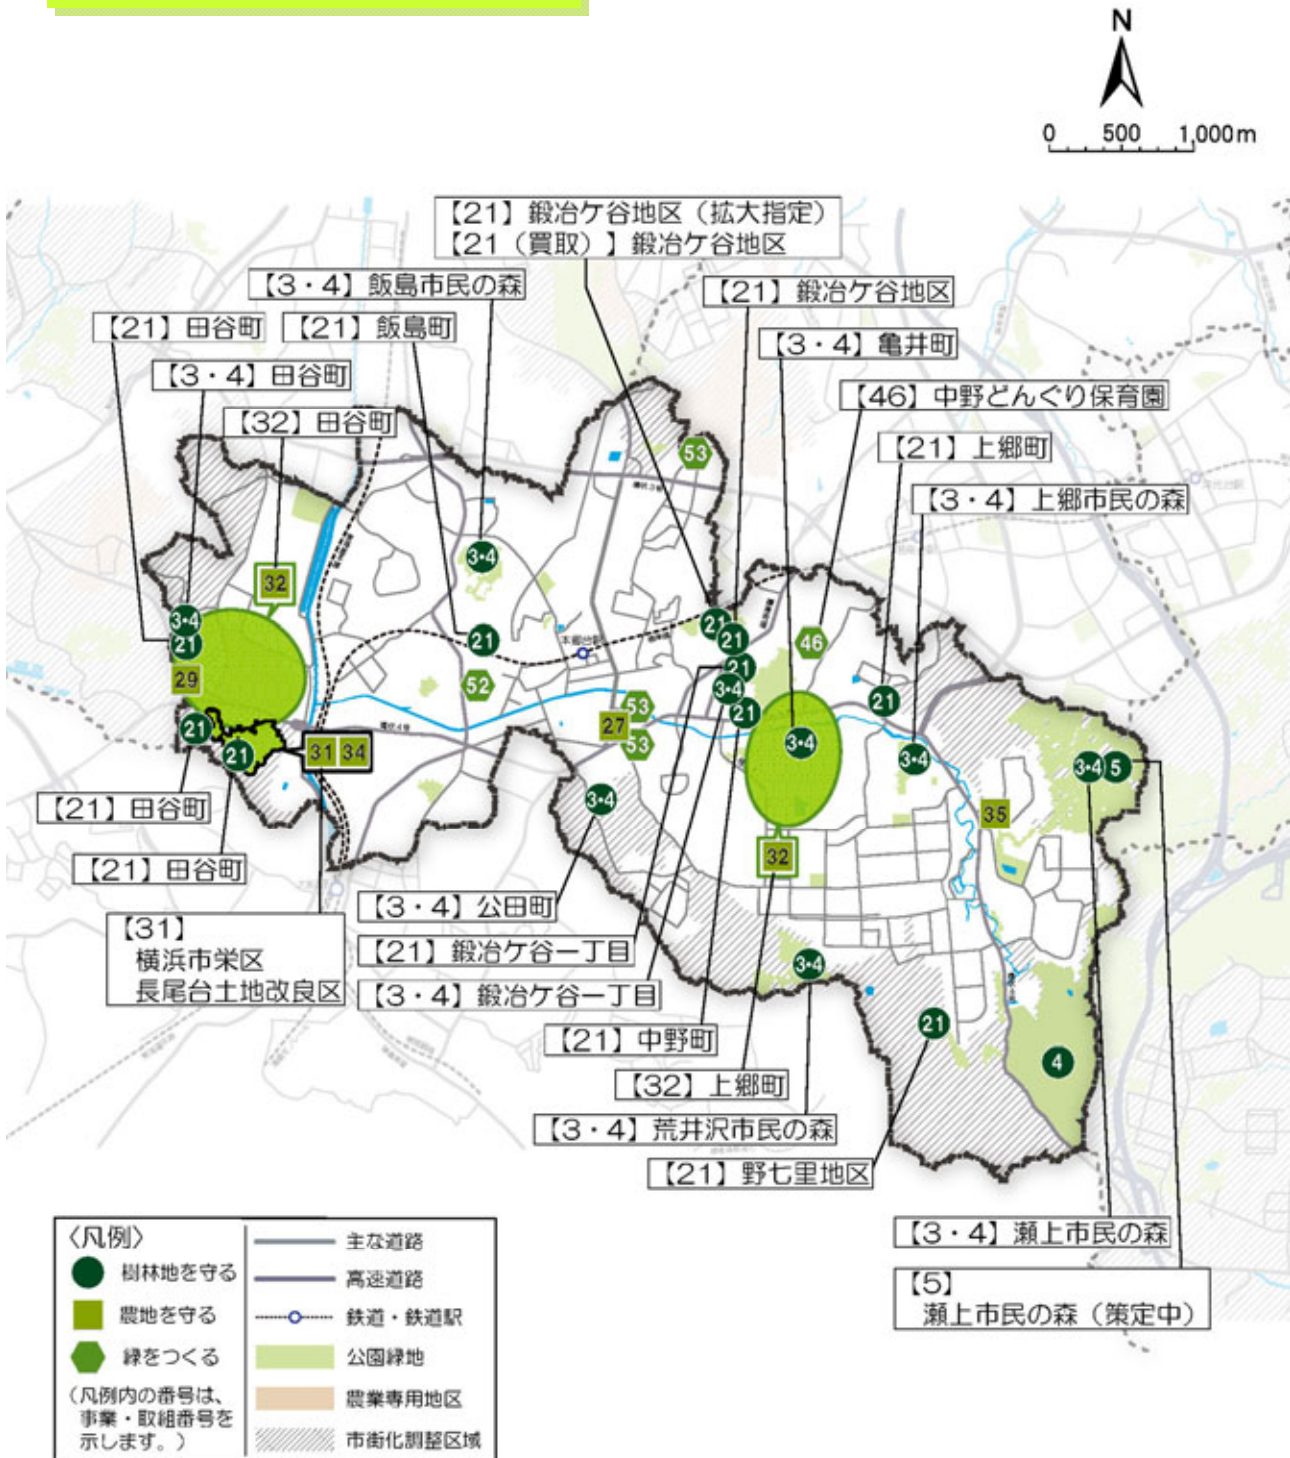 N
0 500 1,000m
【21】鍛冶ケ谷地区（拡大指定）
【21（買取）】鍛冶ケ谷地区
【3・4】飯島市民の森
【21】鍛冶ケ谷地区
【21】田谷町
【21】飯島町
【3・4】亀井町
【3・4】田谷町
【46】中野どんぐり保育園
【32】田谷町
【21】上郷町
【3・4】上郷市民の森
53
3・4
32
3・4
21
21
本郷台駅
21
21
46
29
52
21
3・4
21
53
27
53
21
21
31
34
3・4
21
3・4
3・4
5
3・4
35
32
【21】田谷町
【21】田谷町
【3・4】公田町
【31】
横浜市栄区
長尾台土地改良区
【21】鍛冶ケ谷一丁目
【3・4】鍛冶ケ谷一丁目
3・4
21
4
【21】中野町
【32】上郷町
【3・4】荒井沢市民の森
【21】野七里地区
【3・4】瀬上市民の森
【5】
瀬上市民の森（策定中）
〈凡例〉
樹林地を守る
農地を守る
緑をつくる
（凡例内の番号は、
事業・取組番号を
示します。）
主な道路
高速道路
鉄道・鉄道駅
公園緑地
農業専用地区
市街化調整区域